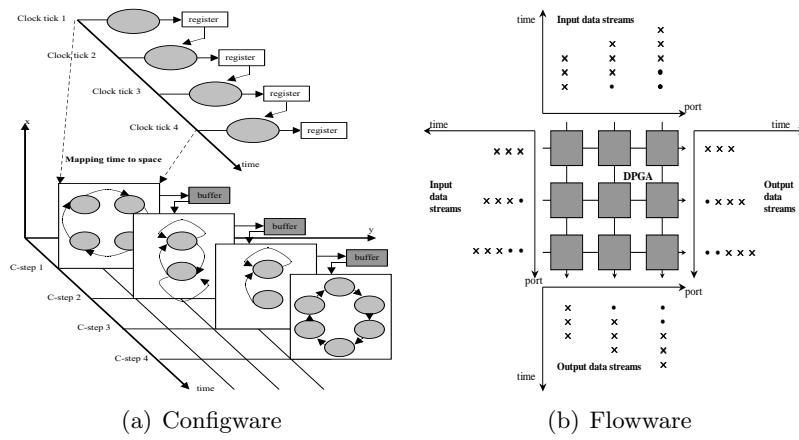 Clock tick 1
register
Clock tick 2
register
Clock tick 3
register
Clock tick 4
register
x
Mapping time to space
time
buffer
buffer
y
buffer
C-step 1
C-step 2
C-step 3
C-step 4
time
(a) Configware
time
Input data streams
x
x x
x x x
x x •
x • •
port
time
time
x x x
x x x
DPGA
Input
data
streams
Output
data
streams
x x x •
• x x x
x x x • •
• • x x x
port
port
x • •
x x •
x x x
x x
x
Output data streams
time
(b) Flowware